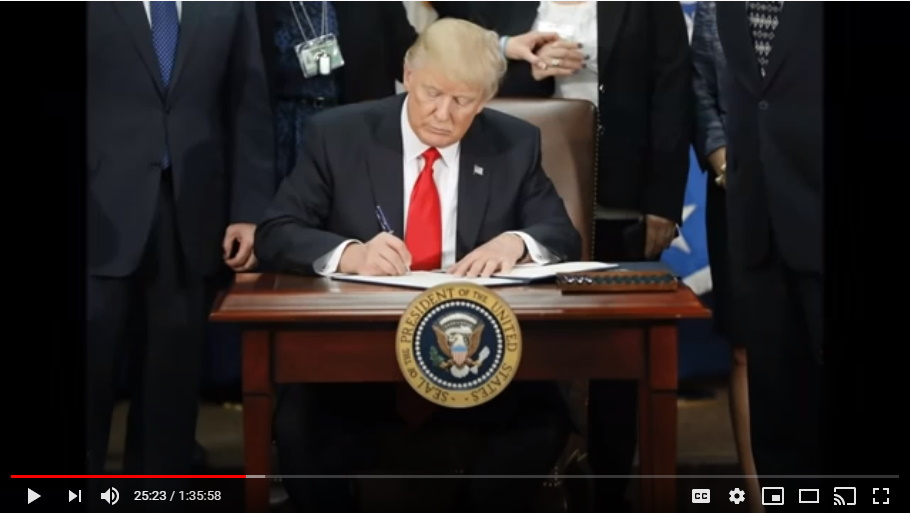 SEAL OF THE PRESIDENT OF THE UNITED STATES
25:23 / 1:35:58
CC